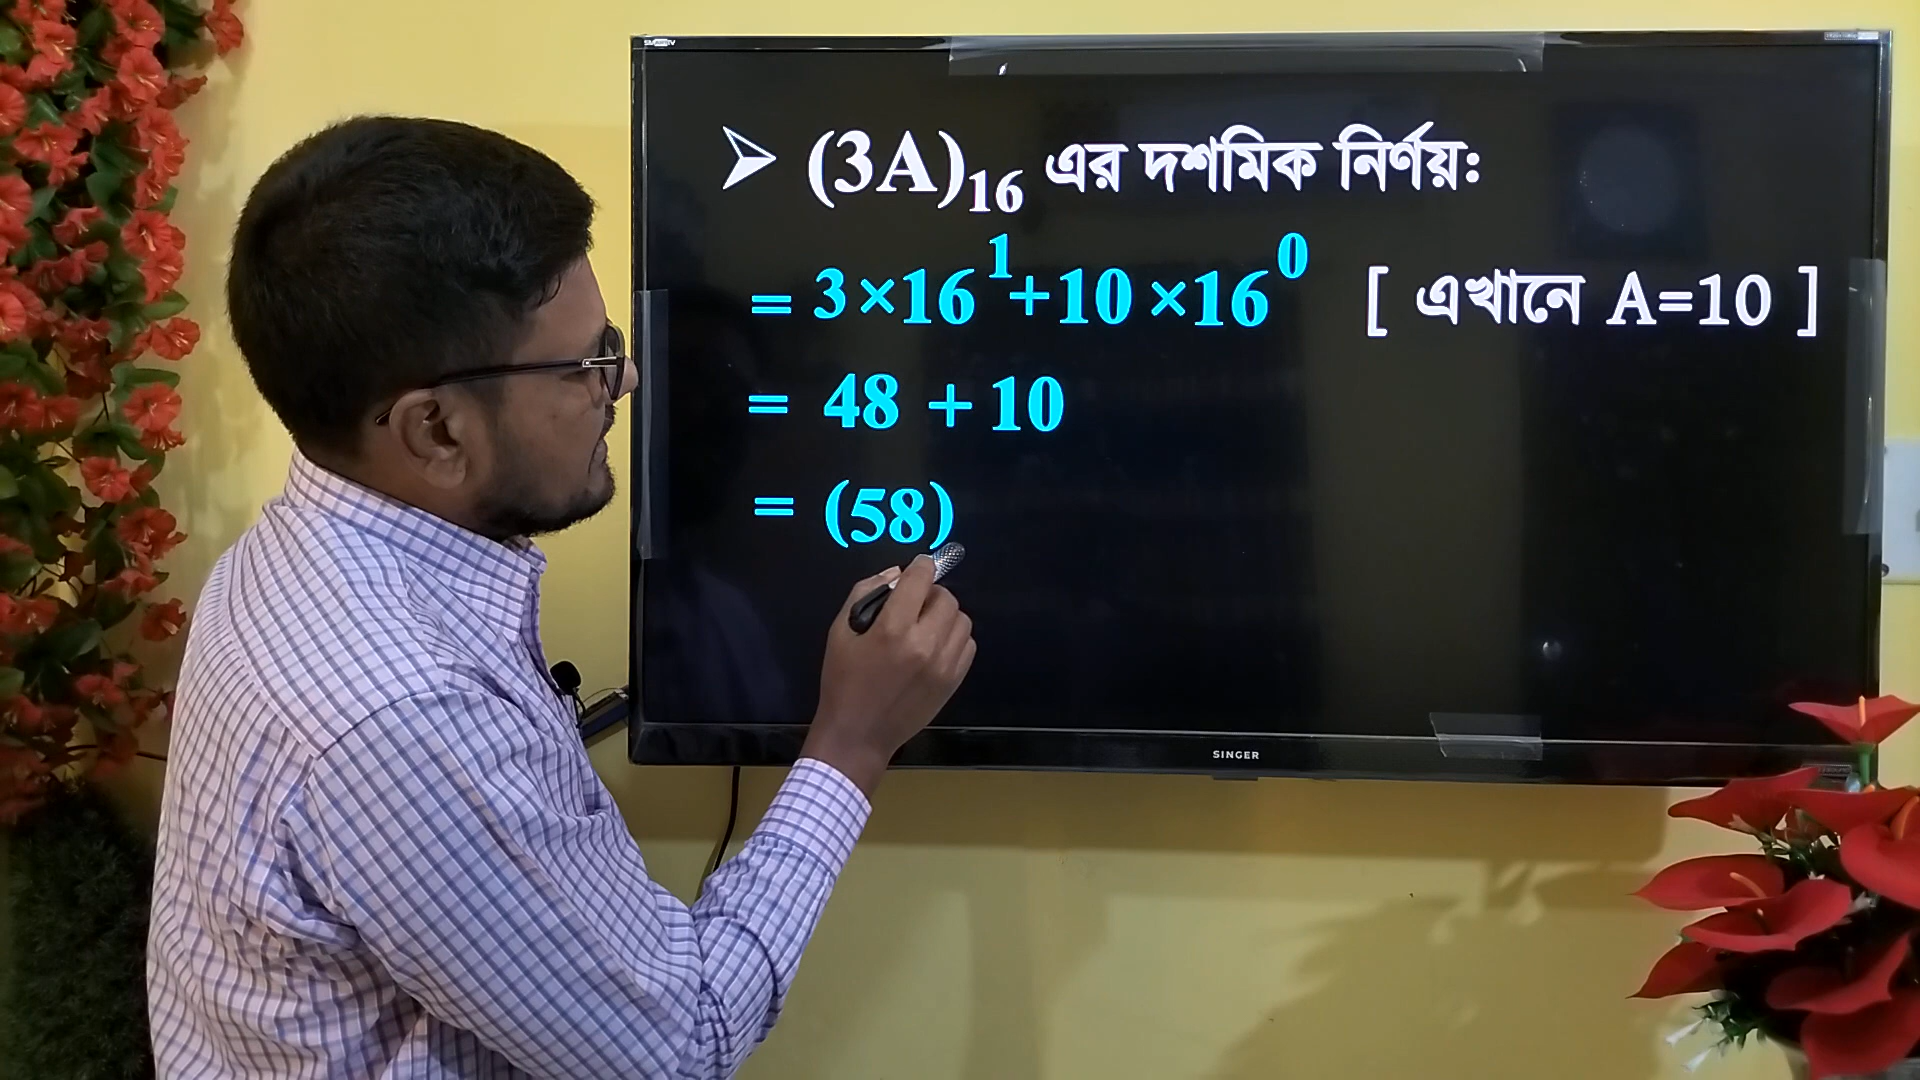 ➢ (3A)₁₆ এর দশমিক নির্ণয়ঃ
= 3×16¹+10×16⁰ [ এখানে A=10 ]
= 48 + 10
= (58)
SINGER